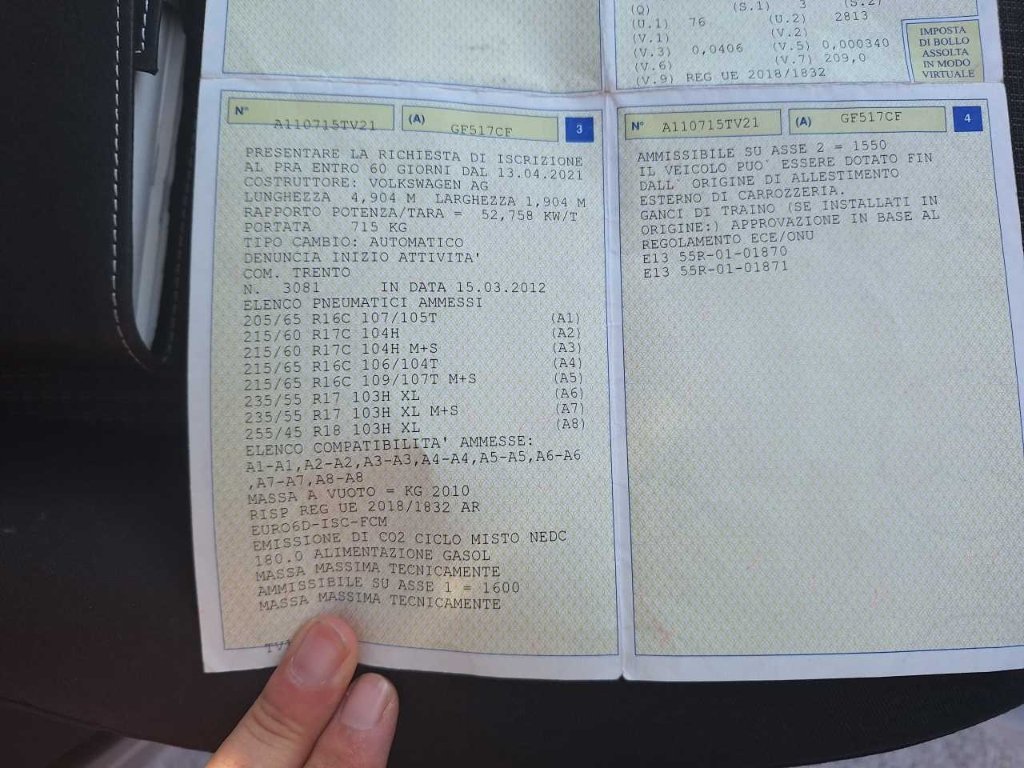 (Q) (S.1) 3 (S.2)
(U.1) 76 (U.2) 2813
(V.1) (V.2)
(V.3) 0,0406 (V.5) 0,000340
(V.6) (V.7) 209,0
(V.9) REG UE 2018/1832
IMPOSTA
DI BOLLO
ASSOLTA
IN MODO
VIRTUALE
N° A110715TV21 (A) GF517CF 3
PRESENTARE LA RICHIESTA DI ISCRIZIONE
AL PRA ENTRO 60 GIORNI DAL 13.04.2021
COSTRUTTORE: VOLKSWAGEN AG
LUNGHEZZA 4,904 M LARGHEZZA 1,904 M
RAPPORTO POTENZA/TARA = 52,758 KW/T
PORTATA 715 KG
TIPO CAMBIO: AUTOMATICO
DENUNCIA INIZIO ATTIVITA'
COM. TRENTO
N. 3081 IN DATA 15.03.2012
ELENCO PNEUMATICI AMMESSI
205/65 R16C 107/105T (A1)
215/60 R17C 104H (A2)
215/60 R17C 104H M+S (A3)
215/65 R16C 106/104T (A4)
215/65 R16C 109/107T M+S (A5)
235/55 R17 103H XL (A6)
235/55 R17 103H XL M+S (A7)
255/45 R18 103H XL (A8)
ELENCO COMPATIBILITA' AMMESSE:
A1-A1,A2-A2,A3-A3,A4-A4,A5-A5,A6-A6
,A7-A7,A8-A8
MASSA A VUOTO = KG 2010
RISP REG UE 2018/1832 AR
EURO6D-ISC-FCM
EMISSIONE DI CO2 CICLO MISTO NEDC
180.0 ALIMENTAZIONE GASOL
MASSA MASSIMA TECNICAMENTE
AMMISSIBILE SU ASSE 1 = 1600
MASSA MASSIMA TECNICAMENTE
N° A110715TV21 (A) GF517CF 4
AMMISSIBILE SU ASSE 2 = 1550
IL VEICOLO PUO' ESSERE DOTATO FIN
DALL' ORIGINE DI ALLESTIMENTO
ESTERNO DI CARROZZERIA.
GANCI DI TRAINO (SE INSTALLATI IN
ORIGINE:) APPROVAZIONE IN BASE AL
REGOLAMENTO ECE/ONU
E13 55R-01-01870
E13 55R-01-01871